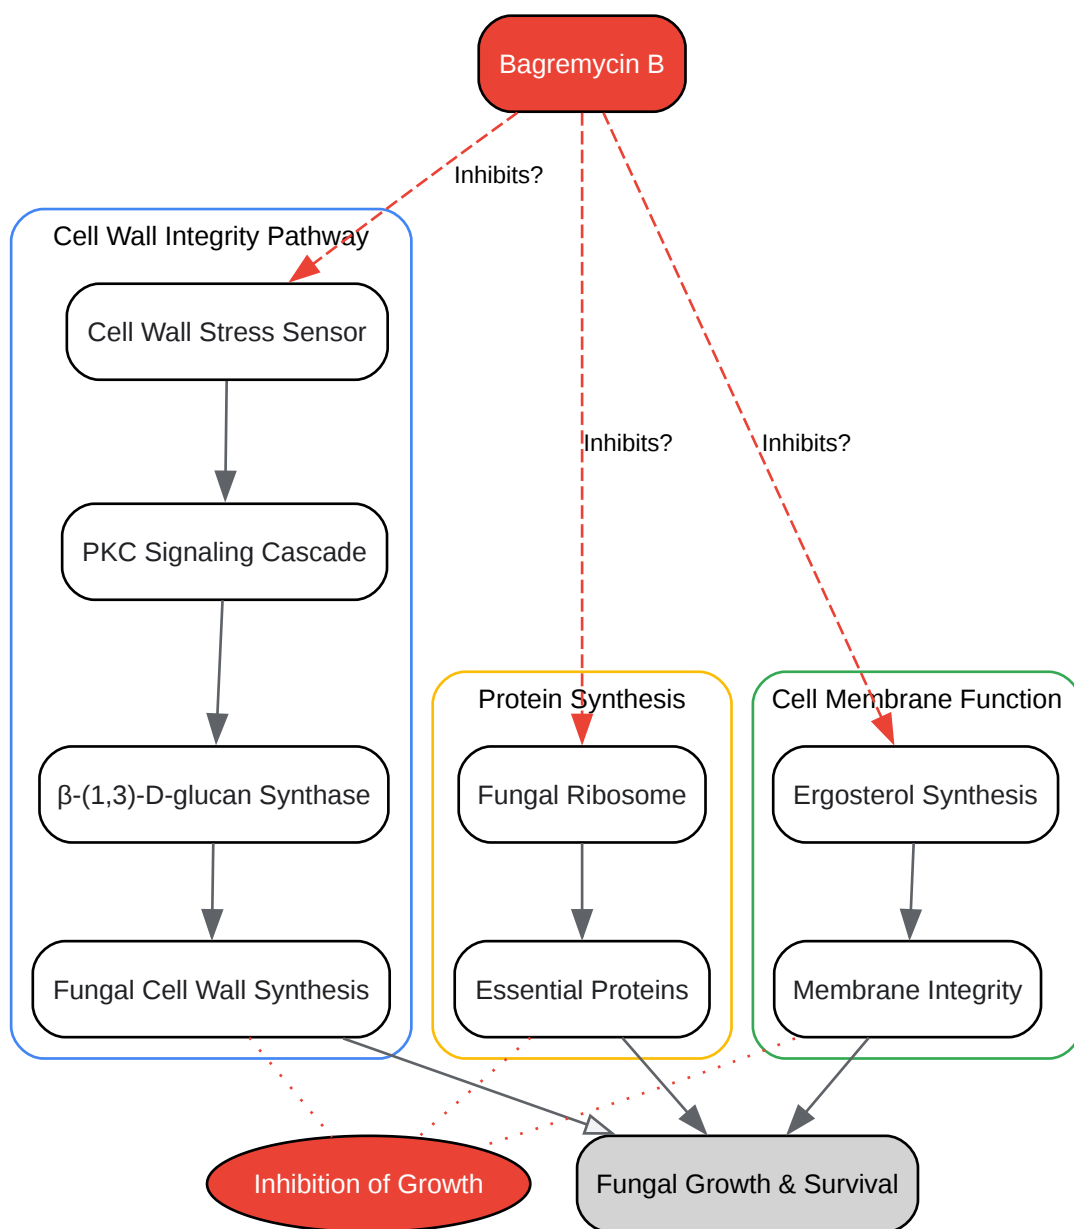 Bagremycin B
Inhibits?
Cell Wall Integrity Pathway
Cell Wall Stress Sensor
Inhibits?
Inhibits?
PKC Signaling Cascade
Protein Synthesis
Cell Membrane Function
β-(1,3)-D-glucan Synthase
Fungal Ribosome
Ergosterol Synthesis
Fungal Cell Wall Synthesis
Essential Proteins
Membrane Integrity
Inhibition of Growth
Fungal Growth & Survival